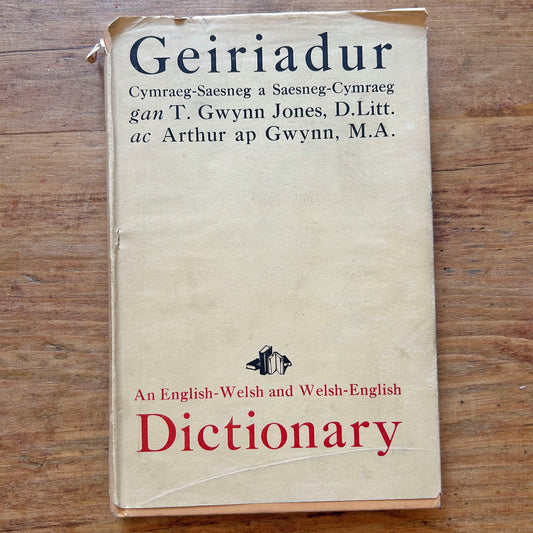 Geiriadur
Cymraeg-Saesneg a Saesneg-Cymraeg
gan T. Gwynn Jones, D.Litt.
ac Arthur ap Gwynn, M.A.
An English-Welsh and Welsh-English
Dictionary